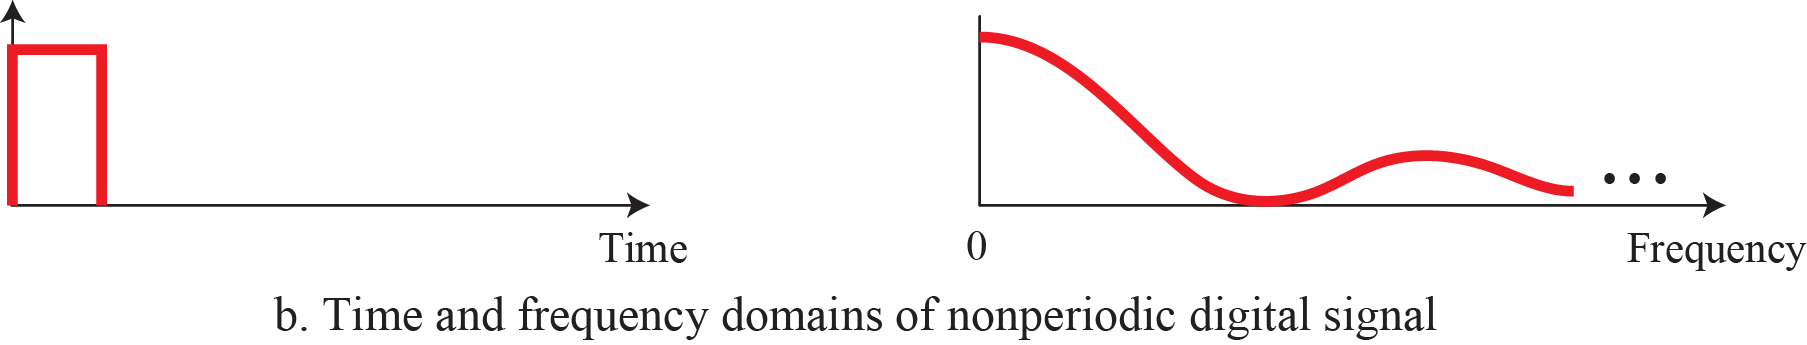 Time
0
Frequency
b. Time and frequency domains of nonperiodic digital signal